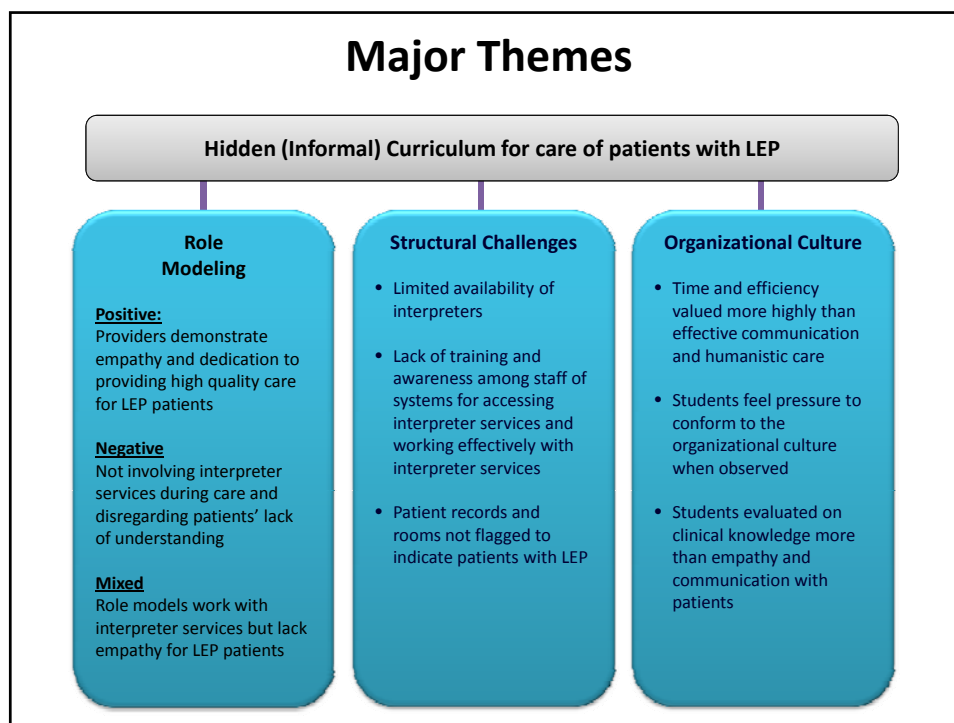 Major Themes
Hidden (Informal) Curriculum for care of patients with LEP
Role
Modeling
Positive:
Providers demonstrate
empathy and dedication to
providing high quality care
for LEP patients
Negative
Not involving interpreter
services during care and
disregarding patients’ lack
of understanding
Mixed
Role models work with
interpreter services but lack
empathy for LEP patients
Structural Challenges
• Limited availability of
interpreters
• Lack of training and
awareness among staff of
systems for accessing
interpreter services and
working effectively with
interpreter services
• Patient records and
rooms not flagged to
indicate patients with LEP
Organizational Culture
• Time and efficiency
valued more highly than
effective communication
and humanistic care
• Students feel pressure to
conform to the
organizational culture
when observed
• Students evaluated on
clinical knowledge more
than empathy and
communication with
patients